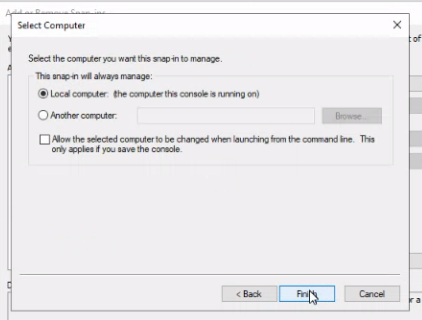 Add or Remove Snap-ins
Select Computer
Select the computer you want this snap-in to manage.
This snap-in will always manage:
Local computer: (the computer this console is running on)
Another computer:
Browse...
Allow the selected computer to be changed when launching from the command line. This
only applies if you save the console.
< Back
Finish
Cancel